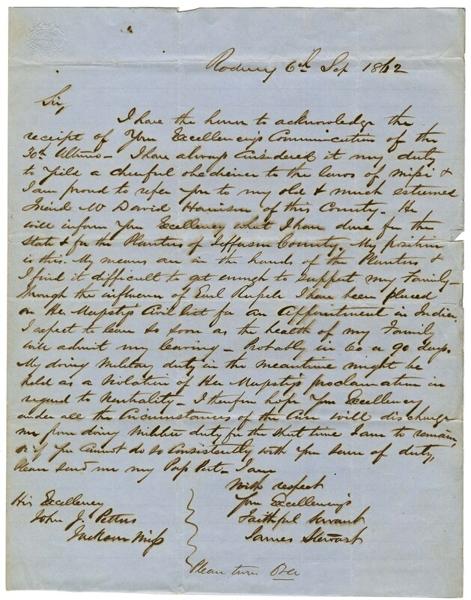 Rodney 6th Sep 1862
Sir
I have the honor to acknowledge the
receipt of Your Excellency's Communication of the
30th Ultimo - I have always considered it my duty
to yield a cheerful obedience to the laws of Missi &
I am proud to refer you to my old & much esteemed
friend Mr David Harrison of this County. He
will inform Your Excellency what I have done for the
State & for the Planters of Jefferson County, My position
is this My means are in the hands of the Planters &
I find it difficult to get enough to support my Family -
Through the influence of Earl Russell I have been placed
on Her Majesty's Civil list for an Appointment in India.
I expect to leave so soon as the health of my Family
will admit my leaving - Probably in 60 a 90 days.
My doing Military duty in the meantime might be
held as a Violation of Her Majesty's proclamation in
regard to Neutrality - I therefore hope Your Excellency
under all the Circumstances of the Case will discharge
me from doing Militia duty for the short time I am to remain,
or if You cannot do so Consistently with your sense of duty,
Please send me my Pass Port. I am
With respect
Your Excellency's
Faithful Servant
James Stewart
His Excellency
John J. Pettus
Jackson Miss
Please turn Over